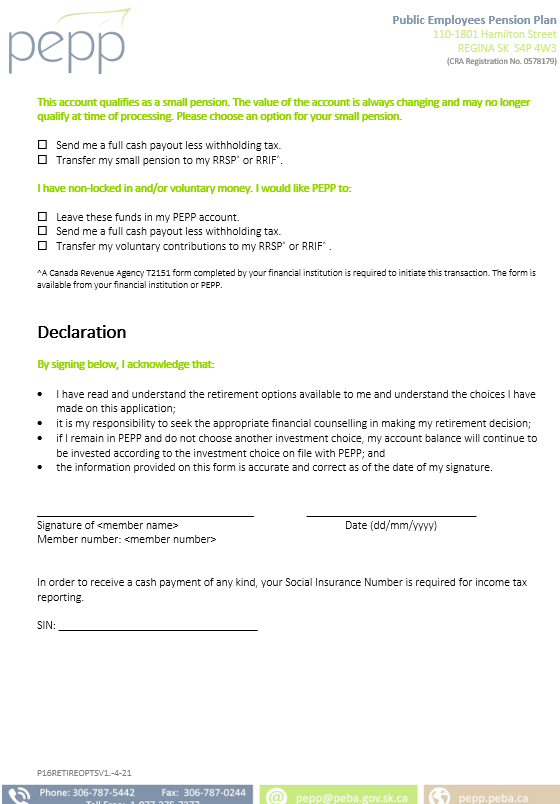 pepp
Public Employees Pension Plan
110-1801 Hamilton Street
REGINA SK S4P 4W3
(CRA Registration No. 0578179)
This account qualifies as a small pension. The value of the account is always changing and may no longer
qualify at time of processing. Please choose an option for your small pension.
☐ Send me a full cash payout less withholding tax.
☐ Transfer my small pension to my RRSP^ or RRIF^.
I have non-locked in and/or voluntary money. I would like PEPP to:
☐ Leave these funds in my PEPP account.
☐ Send me a full cash payout less withholding tax.
☐ Transfer my voluntary contributions to my RRSP^ or RRIF^ .
^A Canada Revenue Agency T2151 form completed by your financial institution is required to initiate this transaction. The form is
available from your financial institution or PEPP.
Declaration
By signing below, I acknowledge that:
• I have read and understand the retirement options available to me and understand the choices I have
made on this application;
• it is my responsibility to seek the appropriate financial counselling in making my retirement decision;
• if I remain in PEPP and do not choose another investment choice, my account balance will continue to
be invested according to the investment choice on file with PEPP; and
• the information provided on this form is accurate and correct as of the date of my signature.
Signature of <member name> Date (dd/mm/yyyy)
Member number: <member number>
In order to receive a cash payment of any kind, your Social Insurance Number is required for income tax
reporting.
SIN:
P16RETIREOPTSV1.-4-21
Phone: 306-787-5442 Fax: 306-787-0244 pepp@peba.gov.sk.ca pepp.peba.ca